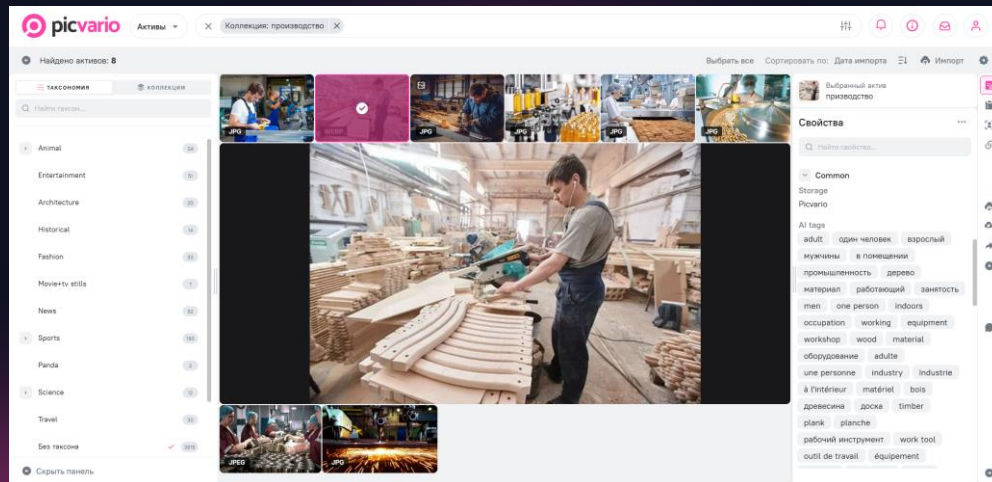 picvario
Активы
Коллекция: производство
Найдено активов: 8
Выбрать все
Сортировать по: Дата импорта
Импорт
ТАКСОНОМИЯ
КОЛЛЕКЦИИ
Найти таксон...
Animal
Entertainment
Architecture
Historical
Fashion
Movie+tv stills
News
Sports
Panda
Science
Travel
Без таксона
Скрыть панель
JPG
JPG
JPG
JPG
JPG
JPEG
JPG
Выбранный актив
призводство
Свойства
Найти свойство...
Common
Storage
Picvario
AI tags
adult один человек взрослый
мужчины в помещении
промышленность дерево
материал работающий занятость
men one person indoors
occupation working equipment
workshop wood material
оборудование adulte
une personne industry industrie
à l'intérieur matériel bois
древесина доска timber
plank planche
рабочий инструмент work tool
outil de travail équipement